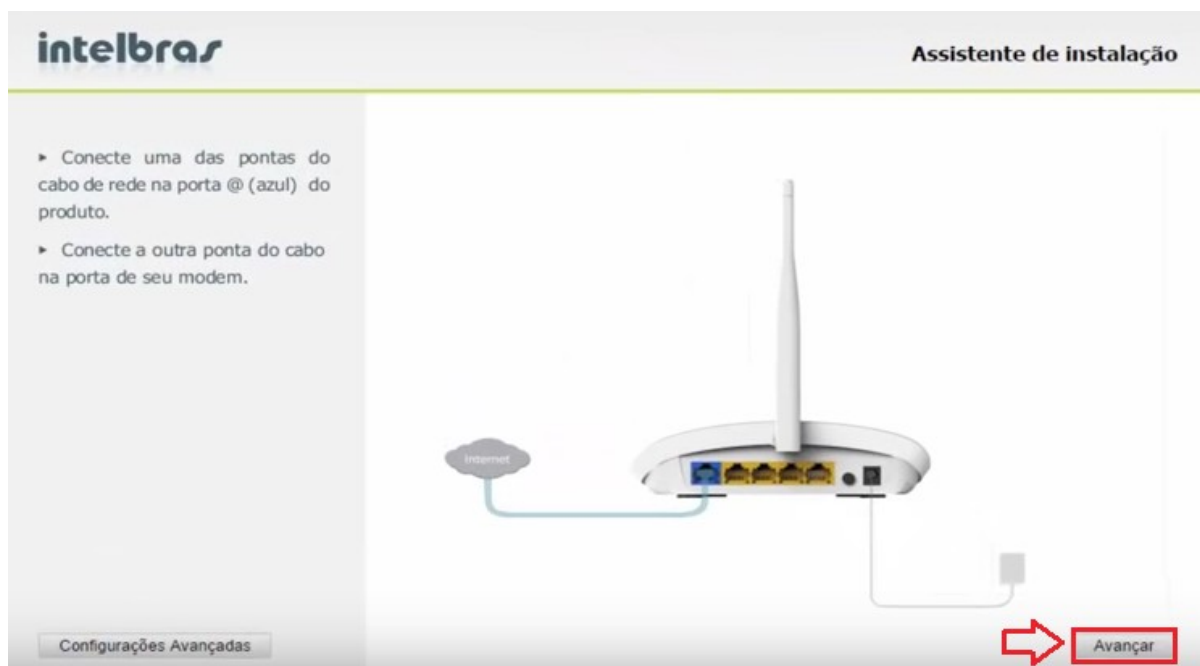 intelbras
Assistente de instalação
▸ Conecte uma das pontas do
cabo de rede na porta @ (azul) do
produto.
▸ Conecte a outra ponta do cabo
na porta de seu modem.
Internet
Configurações Avançadas
Avançar